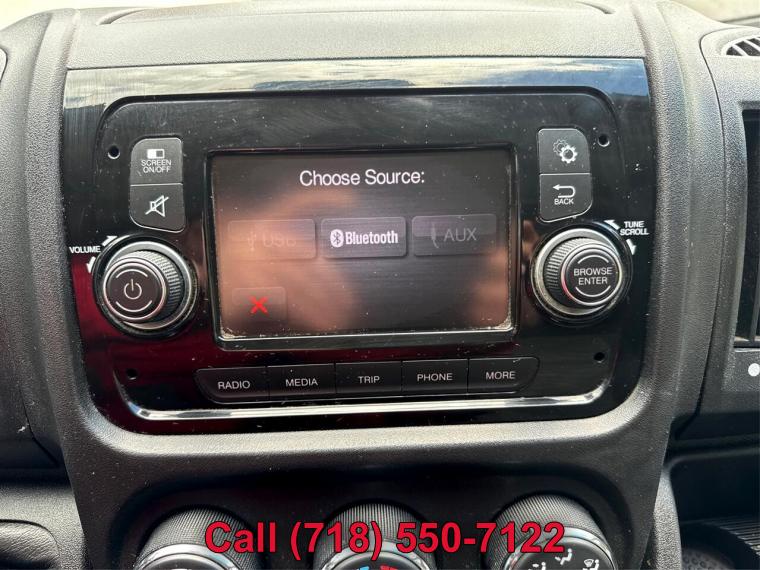 SCREEN
ON/OFF
Choose Source:
BACK
VOLUME
USB
Bluetooth
AUX
TUNE
SCROLL
BROWSE
ENTER
RADIO
MEDIA
TRIP
PHONE
MORE
Call (718) 550-7122